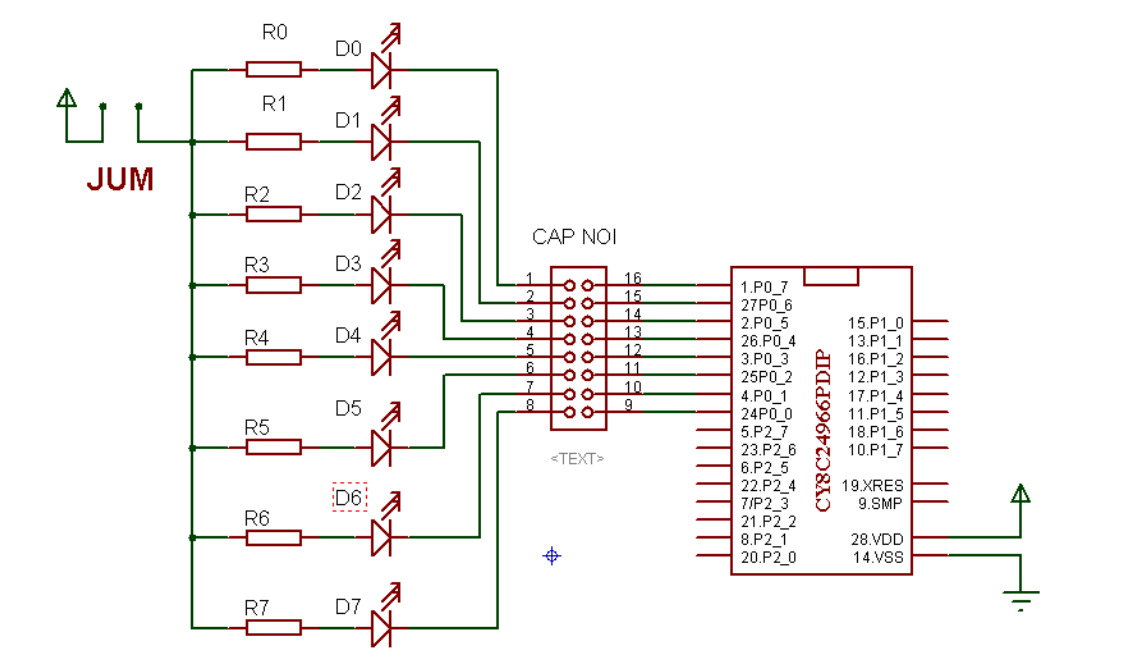 R0
D0
R1
D1
JUM
R2
D2
R3
D3
R4
D4
R5
D5
R6
D6
R7
D7
CAP NOI
1
2
3
4
5
6
7
8
16
15
14
13
12
11
10
9
<TEXT>
1.P0_7
27P0_6
2.P0_5
26.P0_4
3.P0_3
25P0_2
4.P0_1
24P0_0
5.P2_7
23.P2_6
6.P2_5
22.P2_4
7/P2_3
21.P2_2
8.P2_1
20.P2_0
CY8C24966PDIP
15.P1_0
13.P1_1
16.P1_2
12.P1_3
17.P1_4
11.P1_5
18.P1_6
10.P1_7
19.XRES
9.SMP
28.VDD
14.VSS